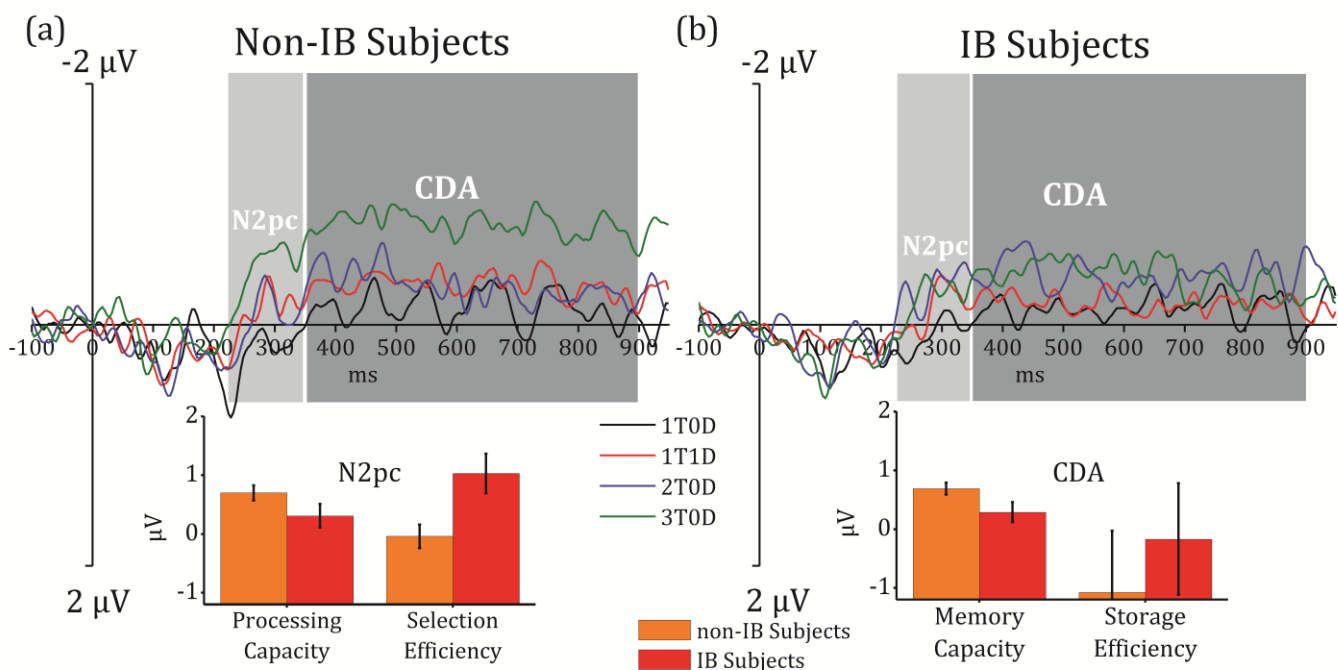 (a)
Non-IB Subjects
-2 µV
N2pc
CDA
-100 0 100 200 300 400 500 600 700 800 900
ms
2 µV
(b)
IB Subjects
-2 µV
N2pc
CDA
-100 0 100 200 300 400 500 600 700 800 900
ms
2 µV
1T0D
1T1D
2T0D
3T0D
N2pc
µV
2
1
0
-1
Processing Capacity
Selection Efficiency
non-IB Subjects
IB Subjects
CDA
µV
2
1
0
-1
Memory Capacity
Storage Efficiency